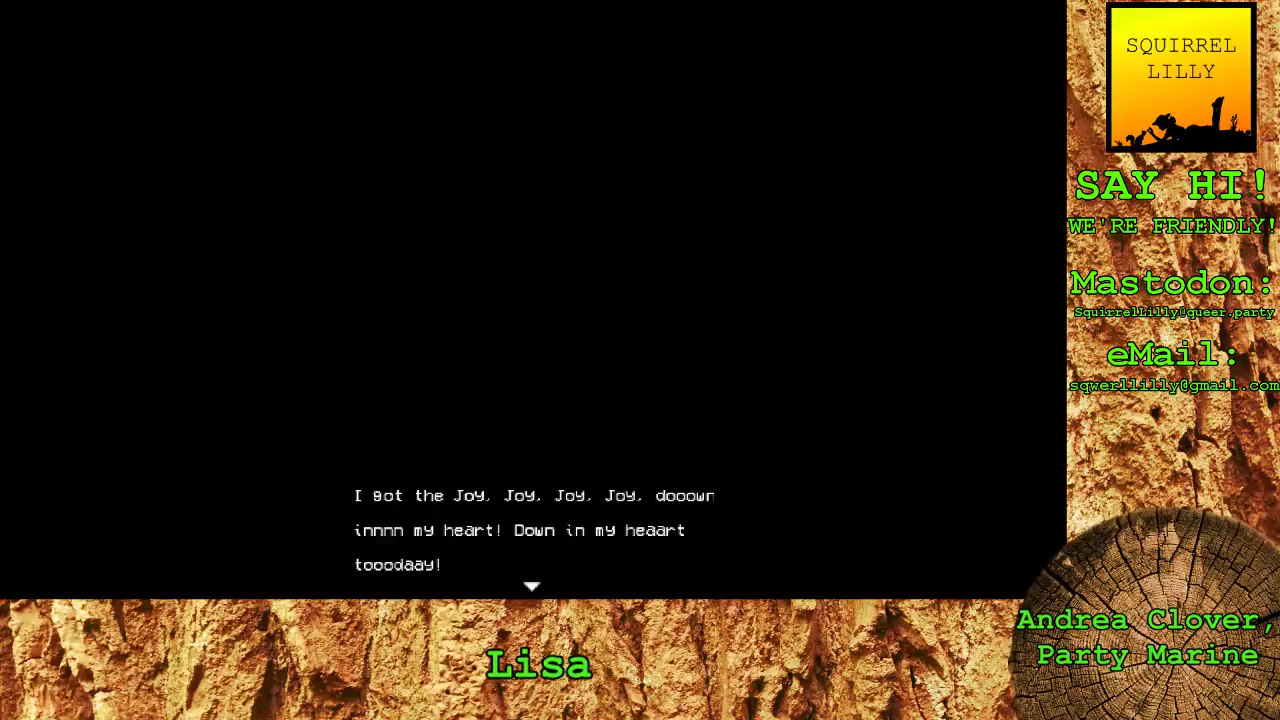 SQUIRREL
LILLY
SAY HI!
WE'RE FRIENDLY!
Mastodon:
SquirrelLilly@queer.party
eMail:
sqwerllilly@gmail.com
I got the Joy, Joy, Joy, Joy, dooown
innnn my heart! Down in my heaart
tooodaay!
Lisa
Andrea Clover,
Party Marine